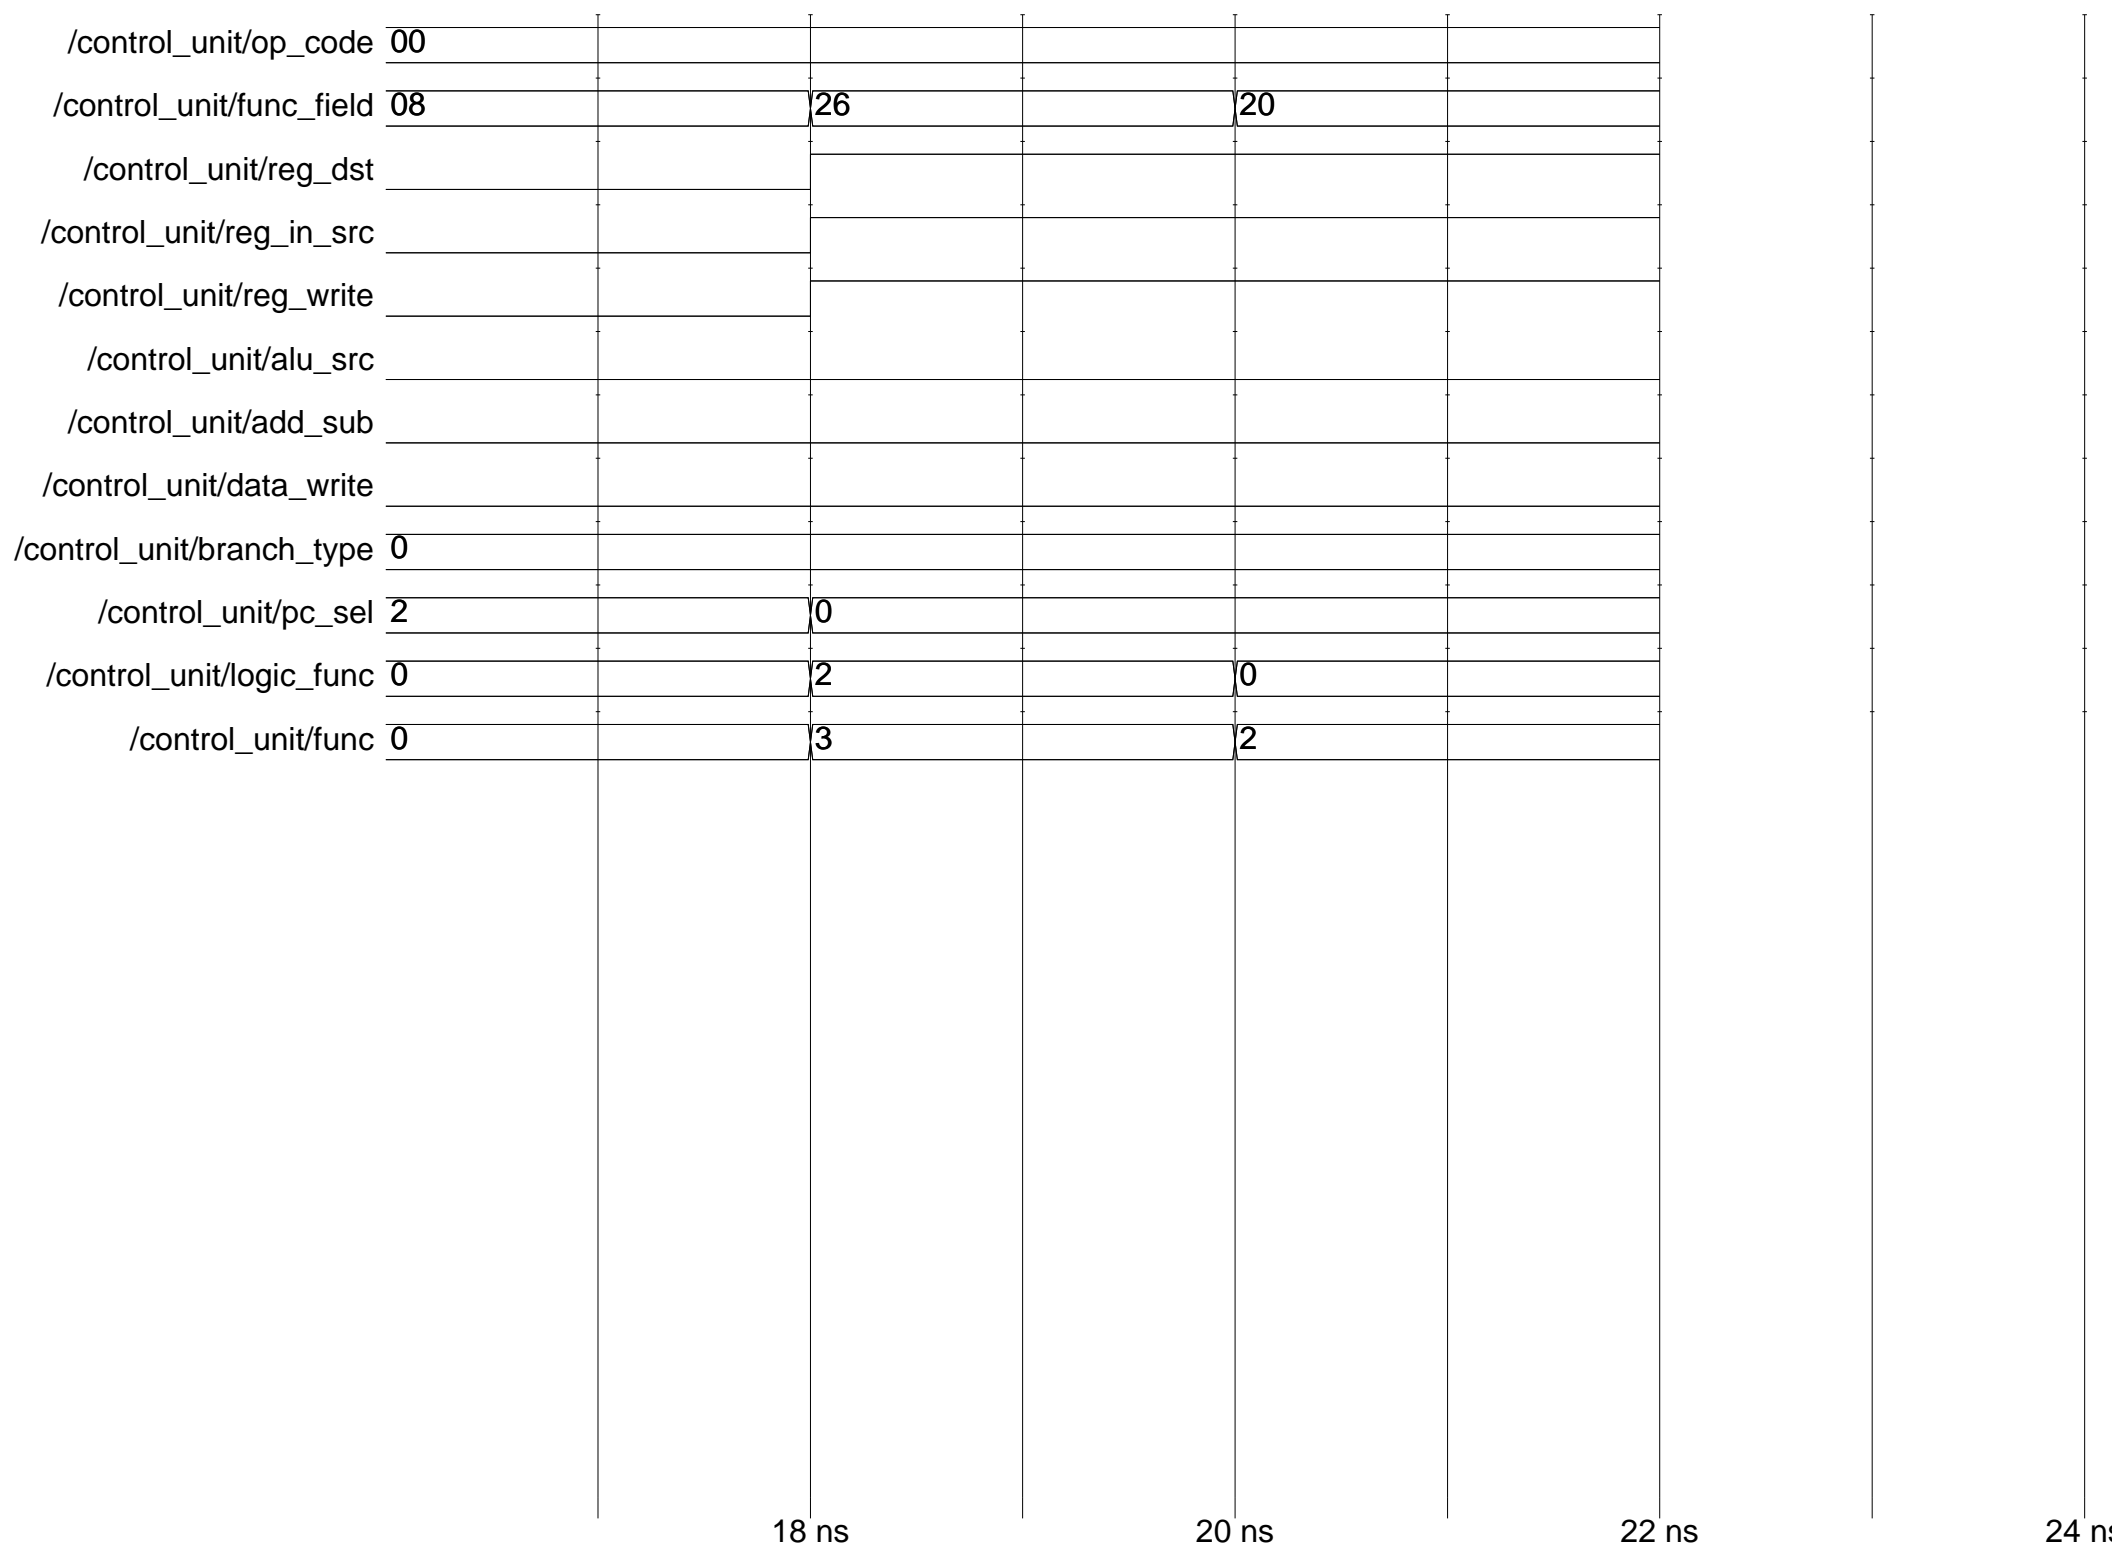 /control_unit/op_code 00
/control_unit/func_field 08 26 20
/control_unit/reg_dst
/control_unit/reg_in_src
/control_unit/reg_write
/control_unit/alu_src
/control_unit/add_sub
/control_unit/data_write
/control_unit/branch_type 0
/control_unit/pc_sel 2 0
/control_unit/logic_func 0 2 0
/control_unit/func 0 3 2
18 ns 20 ns 22 ns 24 ns